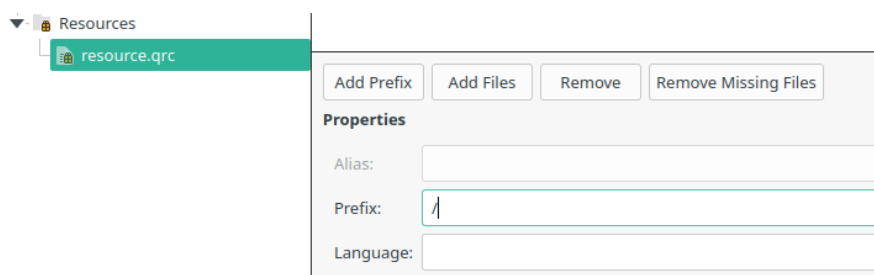 Resources
resource.qrc
Add Prefix Add Files Remove Remove Missing Files
Properties
Alias:
Prefix: /
Language: